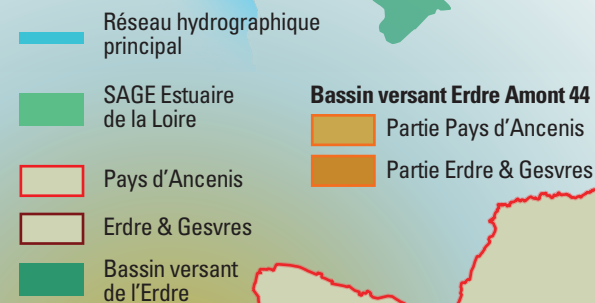 Réseau hydrographique
principal
SAGE Estuaire
de la Loire
Pays d'Ancenis
Erdre & Gesvres
Bassin versant
de l'Erdre
Bassin versant Erdre Amont 44
Partie Pays d'Ancenis
Partie Erdre & Gesvres